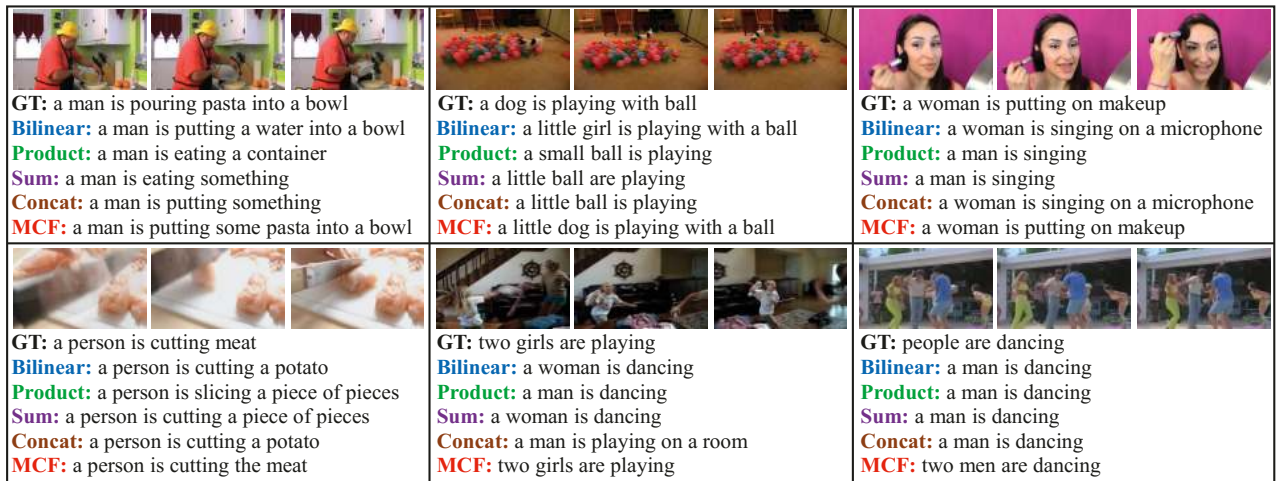 GT: a man is pouring pasta into a bowl
Bilinear: a man is putting a water into a bowl
Product: a man is eating a container
Sum: a man is eating something
Concat: a man is putting something
MCF: a man is putting some pasta into a bowl
GT: a dog is playing with ball
Bilinear: a little girl is playing with a ball
Product: a small ball is playing
Sum: a little ball are playing
Concat: a little ball is playing
MCF: a little dog is playing with a ball
GT: a woman is putting on makeup
Bilinear: a woman is singing on a microphone
Product: a man is singing
Sum: a man is singing
Concat: a woman is singing on a microphone
MCF: a woman is putting on makeup
GT: a person is cutting meat
Bilinear: a person is cutting a potato
Product: a person is slicing a piece of pieces
Sum: a person is cutting a piece of pieces
Concat: a person is cutting a potato
MCF: a person is cutting the meat
GT: two girls are playing
Bilinear: a woman is dancing
Product: a man is dancing
Sum: a woman is dancing
Concat: a man is playing on a room
MCF: two girls are playing
GT: people are dancing
Bilinear: a man is dancing
Product: a man is dancing
Sum: a man is dancing
Concat: a man is dancing
MCF: two men are dancing